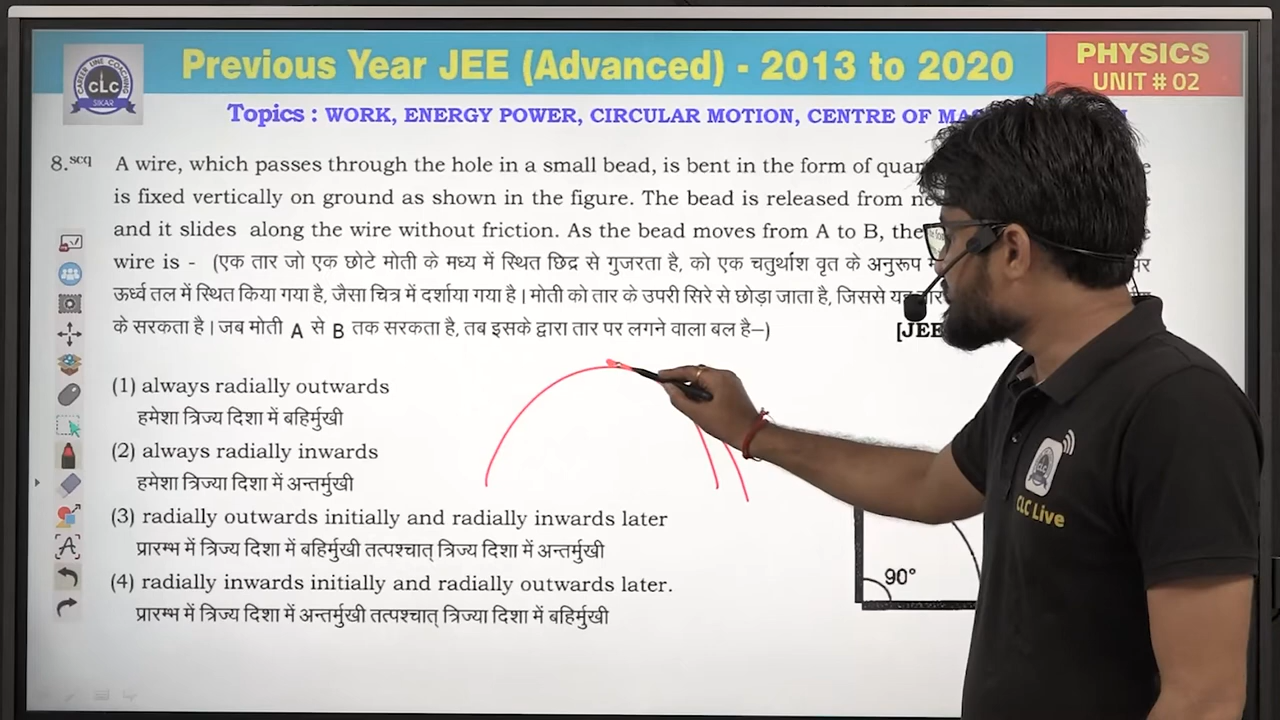 Previous Year JEE (Advanced) - 2013 to 2020
PHYSICS
UNIT # 02
CAREER LINE COACHING
CLC
SIKAR
Topics : WORK, ENERGY POWER, CIRCULAR MOTION, CENTRE OF
8.scq A wire, which passes through the hole in a small bead, is bent in the form of
is fixed vertically on ground as shown in the figure. The bead is released from
and it slides along the wire without friction. As the bead moves from A to B, the
wire is - (एक तार जो एक छोटे मोती के मध्य में स्थित छिद्र से गुजरता है, को एक चतुर्थांश वृत के अनुरूप
ऊर्ध्व तल में स्थित किया गया है, जैसा चित्र में दर्शाया गया है। मोती को तार के उपरी सिरे से छोड़ा जाता है, जिससे
के सरकता है। जब मोती A से B तक सरकता है, तब इसके द्वारा तार पर लगने वाला बल है–) [JEE
(1) always radially outwards
हमेशा त्रिज्य दिशा में बहिर्मुखी
(2) always radially inwards
हमेशा त्रिज्या दिशा में अन्तर्मुखी
(3) radially outwards initially and radially inwards later
प्रारम्भ में त्रिज्य दिशा में बहिर्मुखी तत्पश्चात् त्रिज्य दिशा में अन्तर्मुखी
(4) radially inwards initially and radially outwards later.
प्रारम्भ में त्रिज्य दिशा में अन्तर्मुखी तत्पश्चात् त्रिज्या दिशा में बहिर्मुखी
90°
CLC
CLC Live